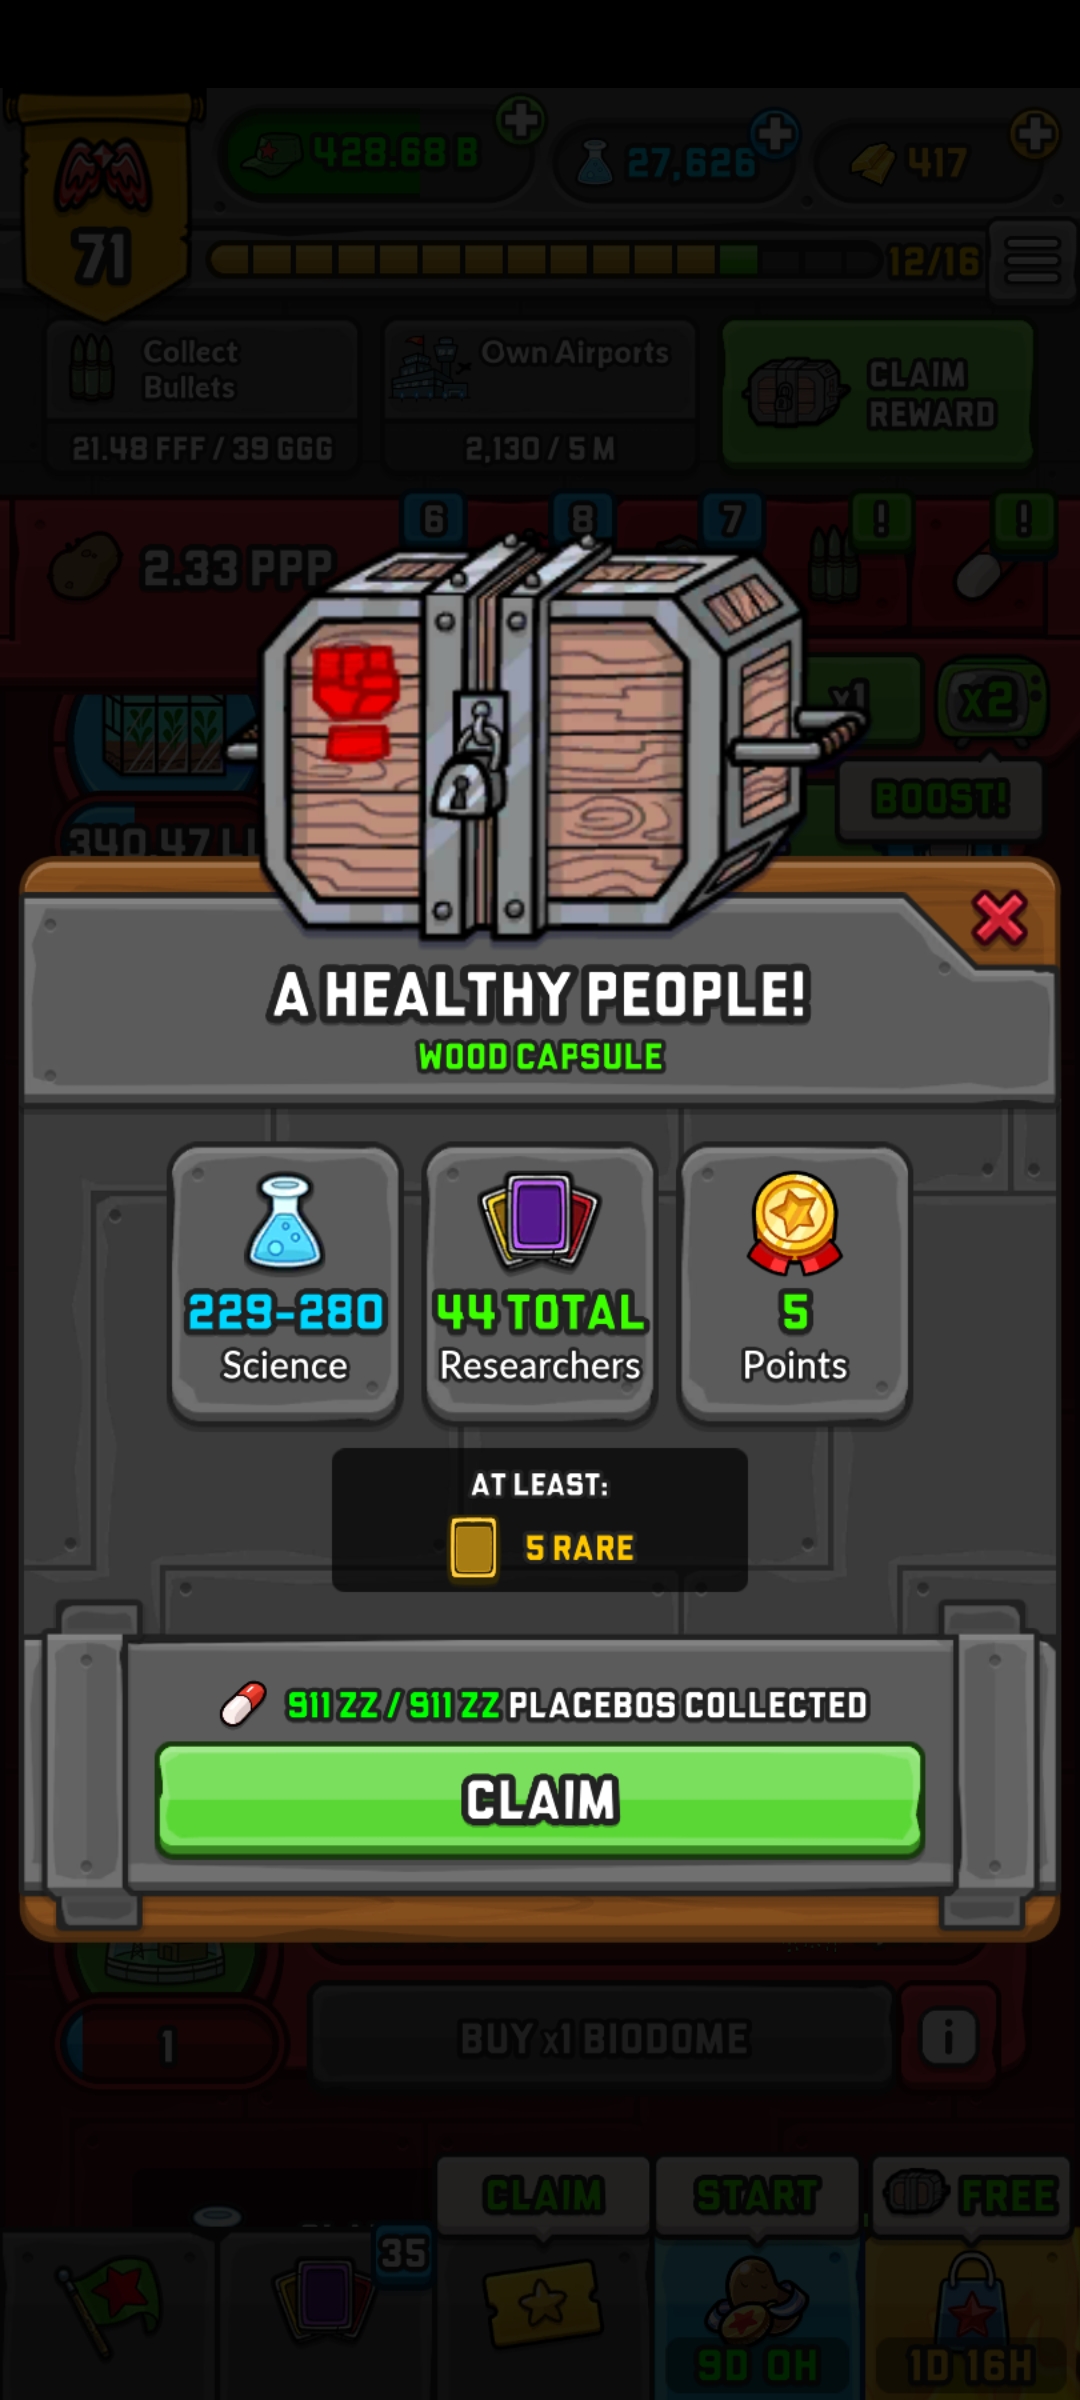 428.68 B
27,626
417
71
12/16
Collect
Bullets
21.48 FFF / 39 GGG
Own Airports
2,130 / 5 M
CLAIM
REWARD
6
8
7
!
!
2.33 PPP
x1
x2
BOOST!
340.47
A HEALTHY PEOPLE!
WOOD CAPSULE
229-280
Science
44 TOTAL
Researchers
5
Points
AT LEAST:
5 RARE
911 ZZ / 911 ZZ PLACEBOS COLLECTED
CLAIM
1
BUY x1 BIODOME
i
CLAIM
START
FREE
35
9D 0H
1D 16H